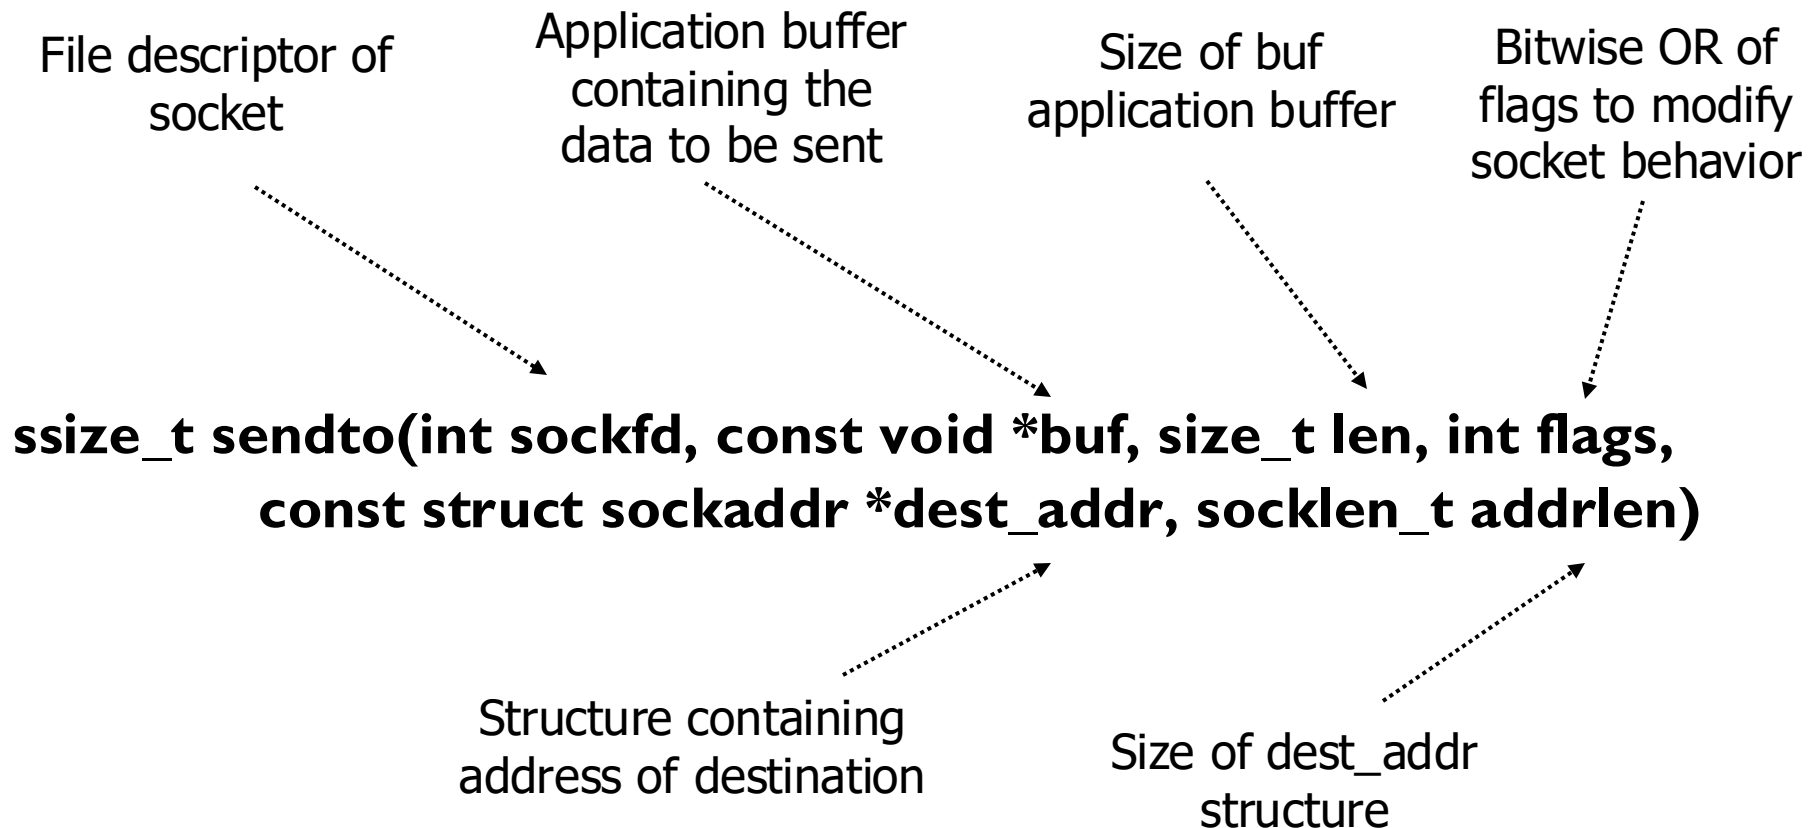 File descriptor of
socket
Application buffer
containing the
data to be sent
Size of buf
application buffer
Bitwise OR of
flags to modify
socket behavior
ssize_t sendto(int sockfd, const void *buf, size_t len, int flags,
const struct sockaddr *dest_addr, socklen_t addrlen)
Structure containing
address of destination
Size of dest_addr
structure